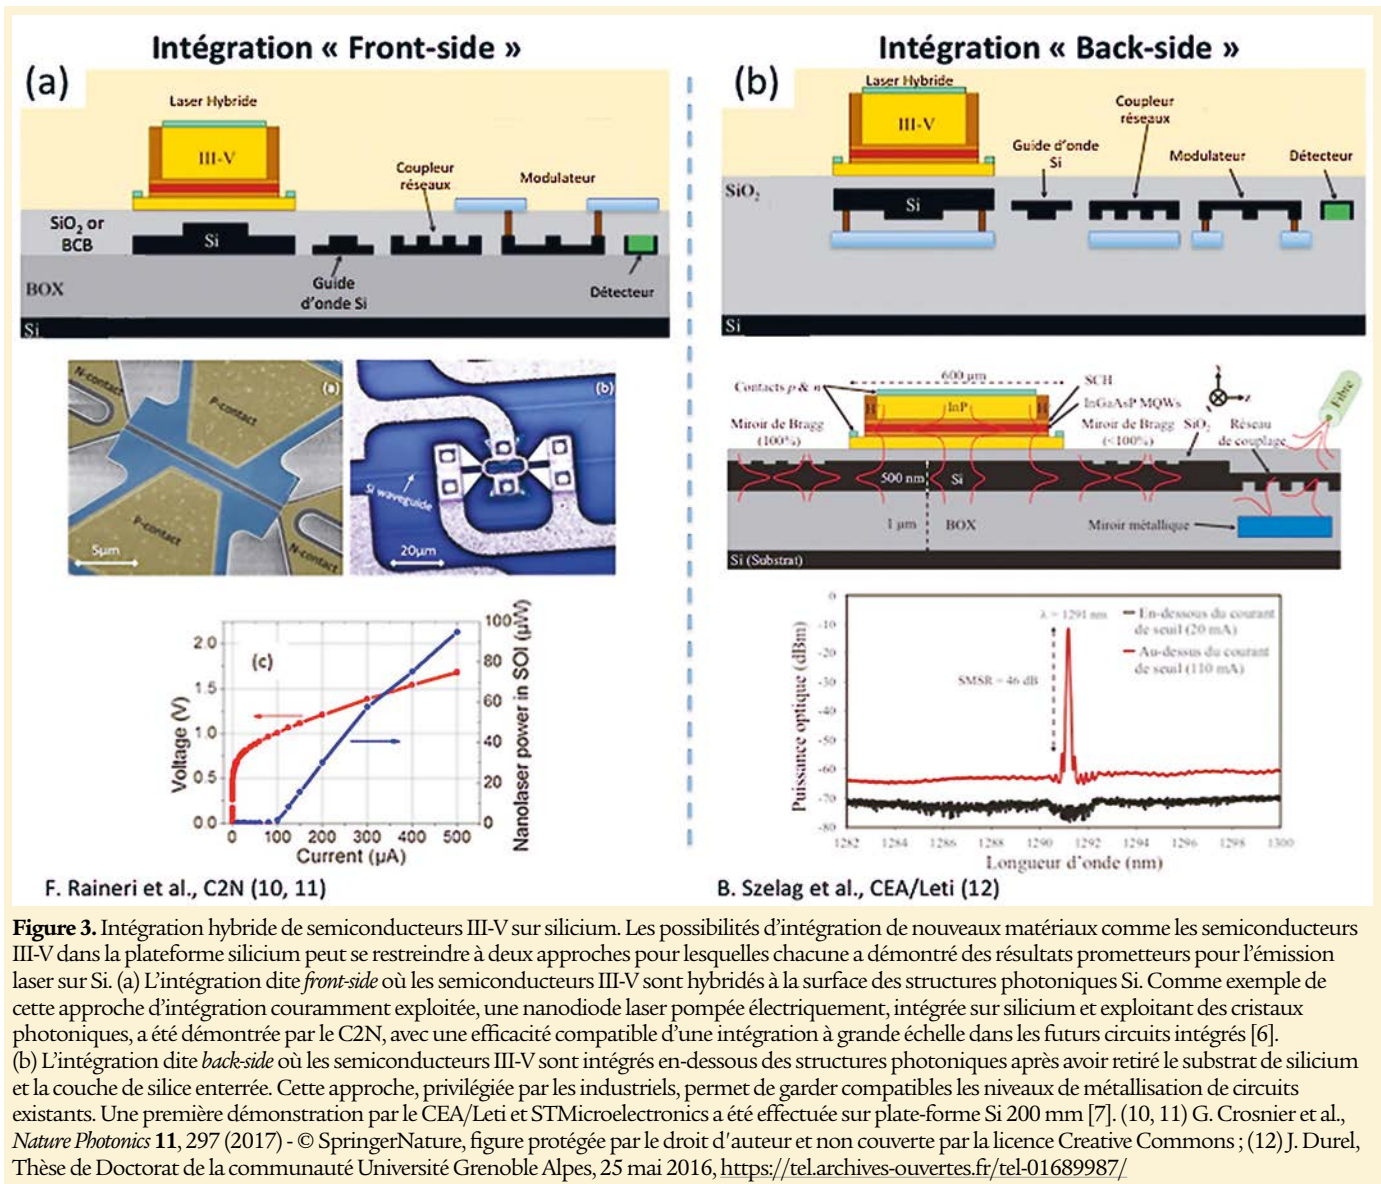 Intégration « Front-side »
(a)
Laser Hybride
III-V
Coupleur
réseaux
Modulateur
SiO₂ or
BCB
Si
BOX
Guide
d'onde Si
Détecteur
Si
N-contact
P-contact
(a)
P-contact
N-contact
5µm
(b)
Si waveguide
20µm
(c)
Voltage (V)
2.0
1.5
1.0
0.5
0.0
0
100
200
300
400
500
Current (µA)
100
80
60
40
20
0
Nanolaser power in SOI (µW)
F. Raineri et al., C2N (10, 11)
Intégration « Back-side »
(b)
Laser Hybride
III-V
Coupleur
réseaux
Guide d'onde
Si
Modulateur
Détecteur
SiO₂
Si
Si
600 µm
Contacts p & n
SCH
InGaAsP MQWs
H
InP
H
Miroir de Bragg
(100%)
Miroir de Bragg
(<100%)
SiO₂
Réseau
de couplage
Fibre
z
500 nm
Si
1 µm
BOX
Miroir métallique
Si (Substrat)
Puissance optique (dBm)
0
-10
-20
-30
-40
-50
-60
-70
-80
λ = 1291 nm
SMSR = 46 dB
En-dessous du courant
de seuil (20 mA)
Au-dessus du courant
de seuil (110 mA)
1282
1284
1286
1288
1290
1292
1294
1296
1298
1300
Longueur d'onde (nm)
B. Szelag et al., CEA/Leti (12)
Figure 3. Intégration hybride de semiconducteurs III-V sur silicium. Les possibilités d'intégration de nouveaux matériaux comme les semiconducteurs
III-V dans la plateforme silicium peut se restreindre à deux approches pour lesquelles chacune a démontré des résultats prometteurs pour l'émission
laser sur Si. (a) L'intégration dite front-side où les semiconducteurs III-V sont hybridés à la surface des structures photoniques Si. Comme exemple de
cette approche d'intégration couramment exploitée, une nanodiode laser pompée électriquement, intégrée sur silicium et exploitant des cristaux
photoniques, a été démontrée par le C2N, avec une efficacité compatible d'une intégration à grande échelle dans les futurs circuits intégrés [6].
(b) L'intégration dite back-side où les semiconducteurs III-V sont intégrés en-dessous des structures photoniques après avoir retiré le substrat de silicium
et la couche de silice enterrée. Cette approche, privilégiée par les industriels, permet de garder compatibles les niveaux de métallisation de circuits
existants. Une première démonstration par le CEA/Leti et STMicroelectronics a été effectuée sur plate-forme Si 200 mm [7]. (10, 11) G. Crosnier et al.,
Nature Photonics 11, 297 (2017) - © SpringerNature, figure protégée par le droit d'auteur et non couverte par la licence Creative Commons ; (12) J. Durel,
Thèse de Doctorat de la communauté Université Grenoble Alpes, 25 mai 2016, https://tel.archives-ouvertes.fr/tel-01689987/